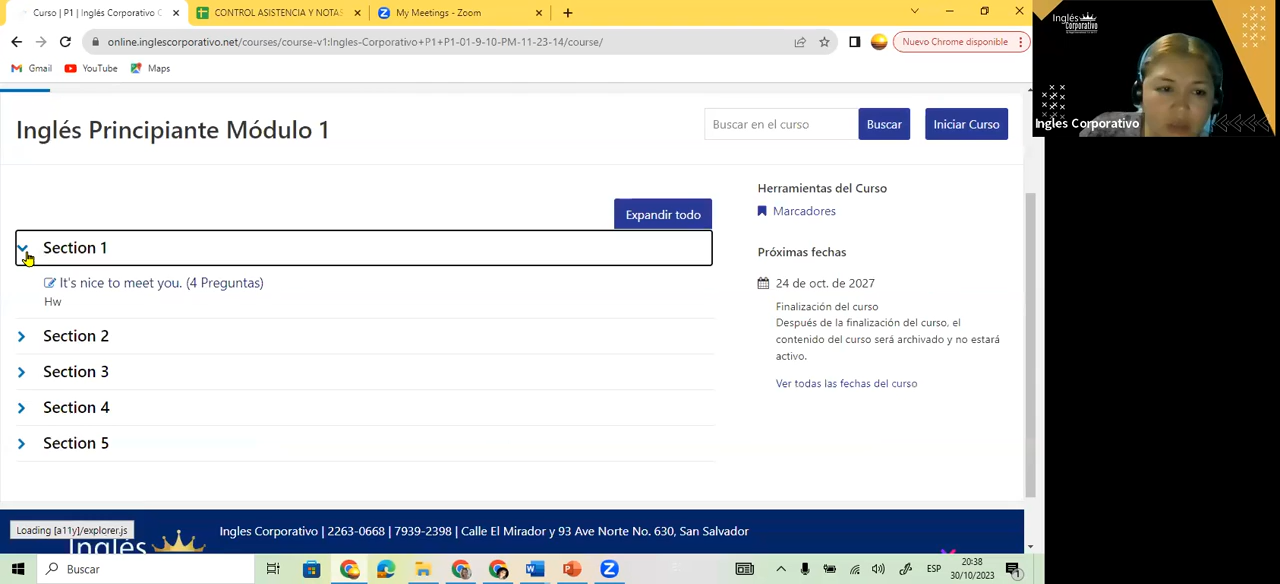 Curso | P1 | Inglés Corporativo C
CONTROL ASISTENCIA Y NOTAS
My Meetings - Zoom
online.inglescorporativo.net/courses/course-v1:Ingles-Corporativo+P1+P1-01-9-10-PM-11-23-14/course/
Nuevo Chrome disponible
Gmail
YouTube
Maps
Inglés
Corporativo
Ingles Corporativo
Inglés Principiante Módulo 1
Buscar en el curso
Buscar
Iniciar Curso
Herramientas del Curso
Marcadores
Expandir todo
Section 1
It's nice to meet you. (4 Preguntas)
Hw
Section 2
Section 3
Section 4
Section 5
Próximas fechas
24 de oct. de 2027
Finalización del curso
Después de la finalización del curso, el
contenido del curso será archivado y no estará
activo.
Ver todas las fechas del curso
Loading [a11y]/explorer.js
Inglés
Ingles Corporativo | 2263-0668 | 7939-2398 | Calle El Mirador y 93 Ave Norte No. 630, San Salvador
Buscar
ESP
20:38
30/10/2023